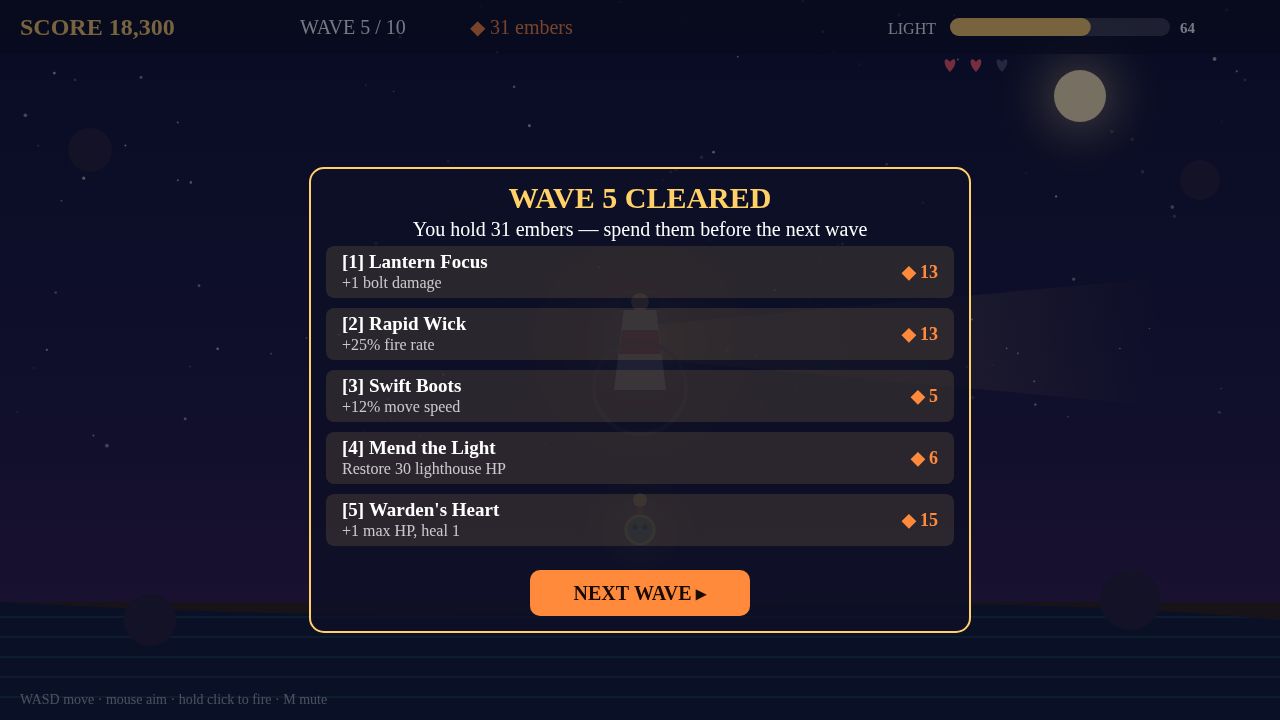 SCORE 18,300
WAVE 5 / 10
◆ 31 embers
LIGHT
64
WAVE 5 CLEARED
You hold 31 embers — spend them before the next wave
[1] Lantern Focus
+1 bolt damage
◆ 13
[2] Rapid Wick
+25% fire rate
◆ 13
[3] Swift Boots
+12% move speed
◆ 5
[4] Mend the Light
Restore 30 lighthouse HP
◆ 6
[5] Warden's Heart
+1 max HP, heal 1
◆ 15
NEXT WAVE ▸
WASD move · mouse aim · hold click to fire · M mute